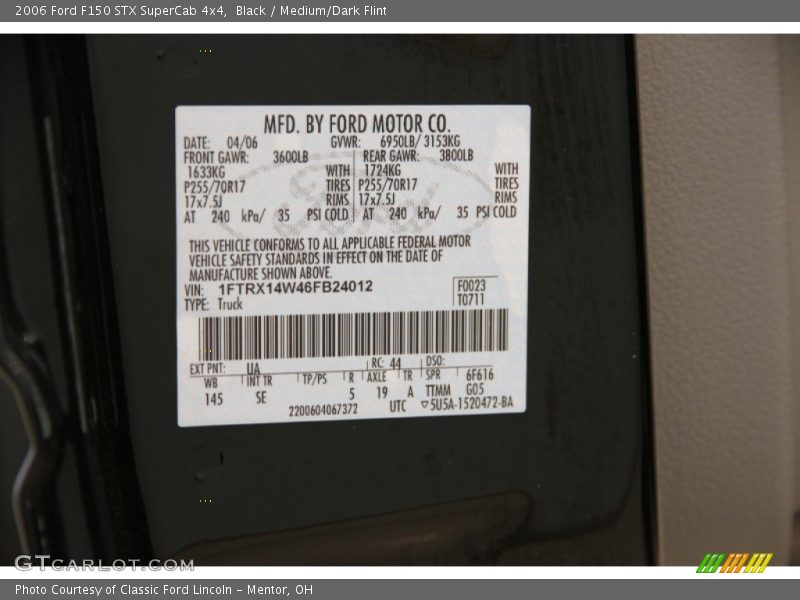 2006 Ford F150 STX SuperCab 4x4,  Black / Medium/Dark Flint
MFD. BY FORD MOTOR CO.
DATE: 04/06 GVWR: 6950LB/ 3153KG
FRONT GAWR: 3600LB REAR GAWR: 3800LB
1633KG WITH 1724KG WITH
P255/70R17 TIRES P255/70R17 TIRES
17x7.5J RIMS 17x7.5J RIMS
AT 240 kPa/ 35 PSI COLD AT 240 kPa/ 35 PSI COLD
THIS VEHICLE CONFORMS TO ALL APPLICABLE FEDERAL MOTOR
VEHICLE SAFETY STANDARDS IN EFFECT ON THE DATE OF
MANUFACTURE SHOWN ABOVE.
VIN: 1FTRX14W46FB24012 F0023
TYPE: Truck T0711
EXT PNT: UA RC: 44 DSO:
WB INT TR TP/PS R AXLE TR SPR 6F616
145 SE 5 19 A TTMM G05
2200604067372 UTC ▽5U5A-1520472-BA
GTCARLOT.COM
Photo Courtesy of Classic Ford Lincoln - Mentor, OH